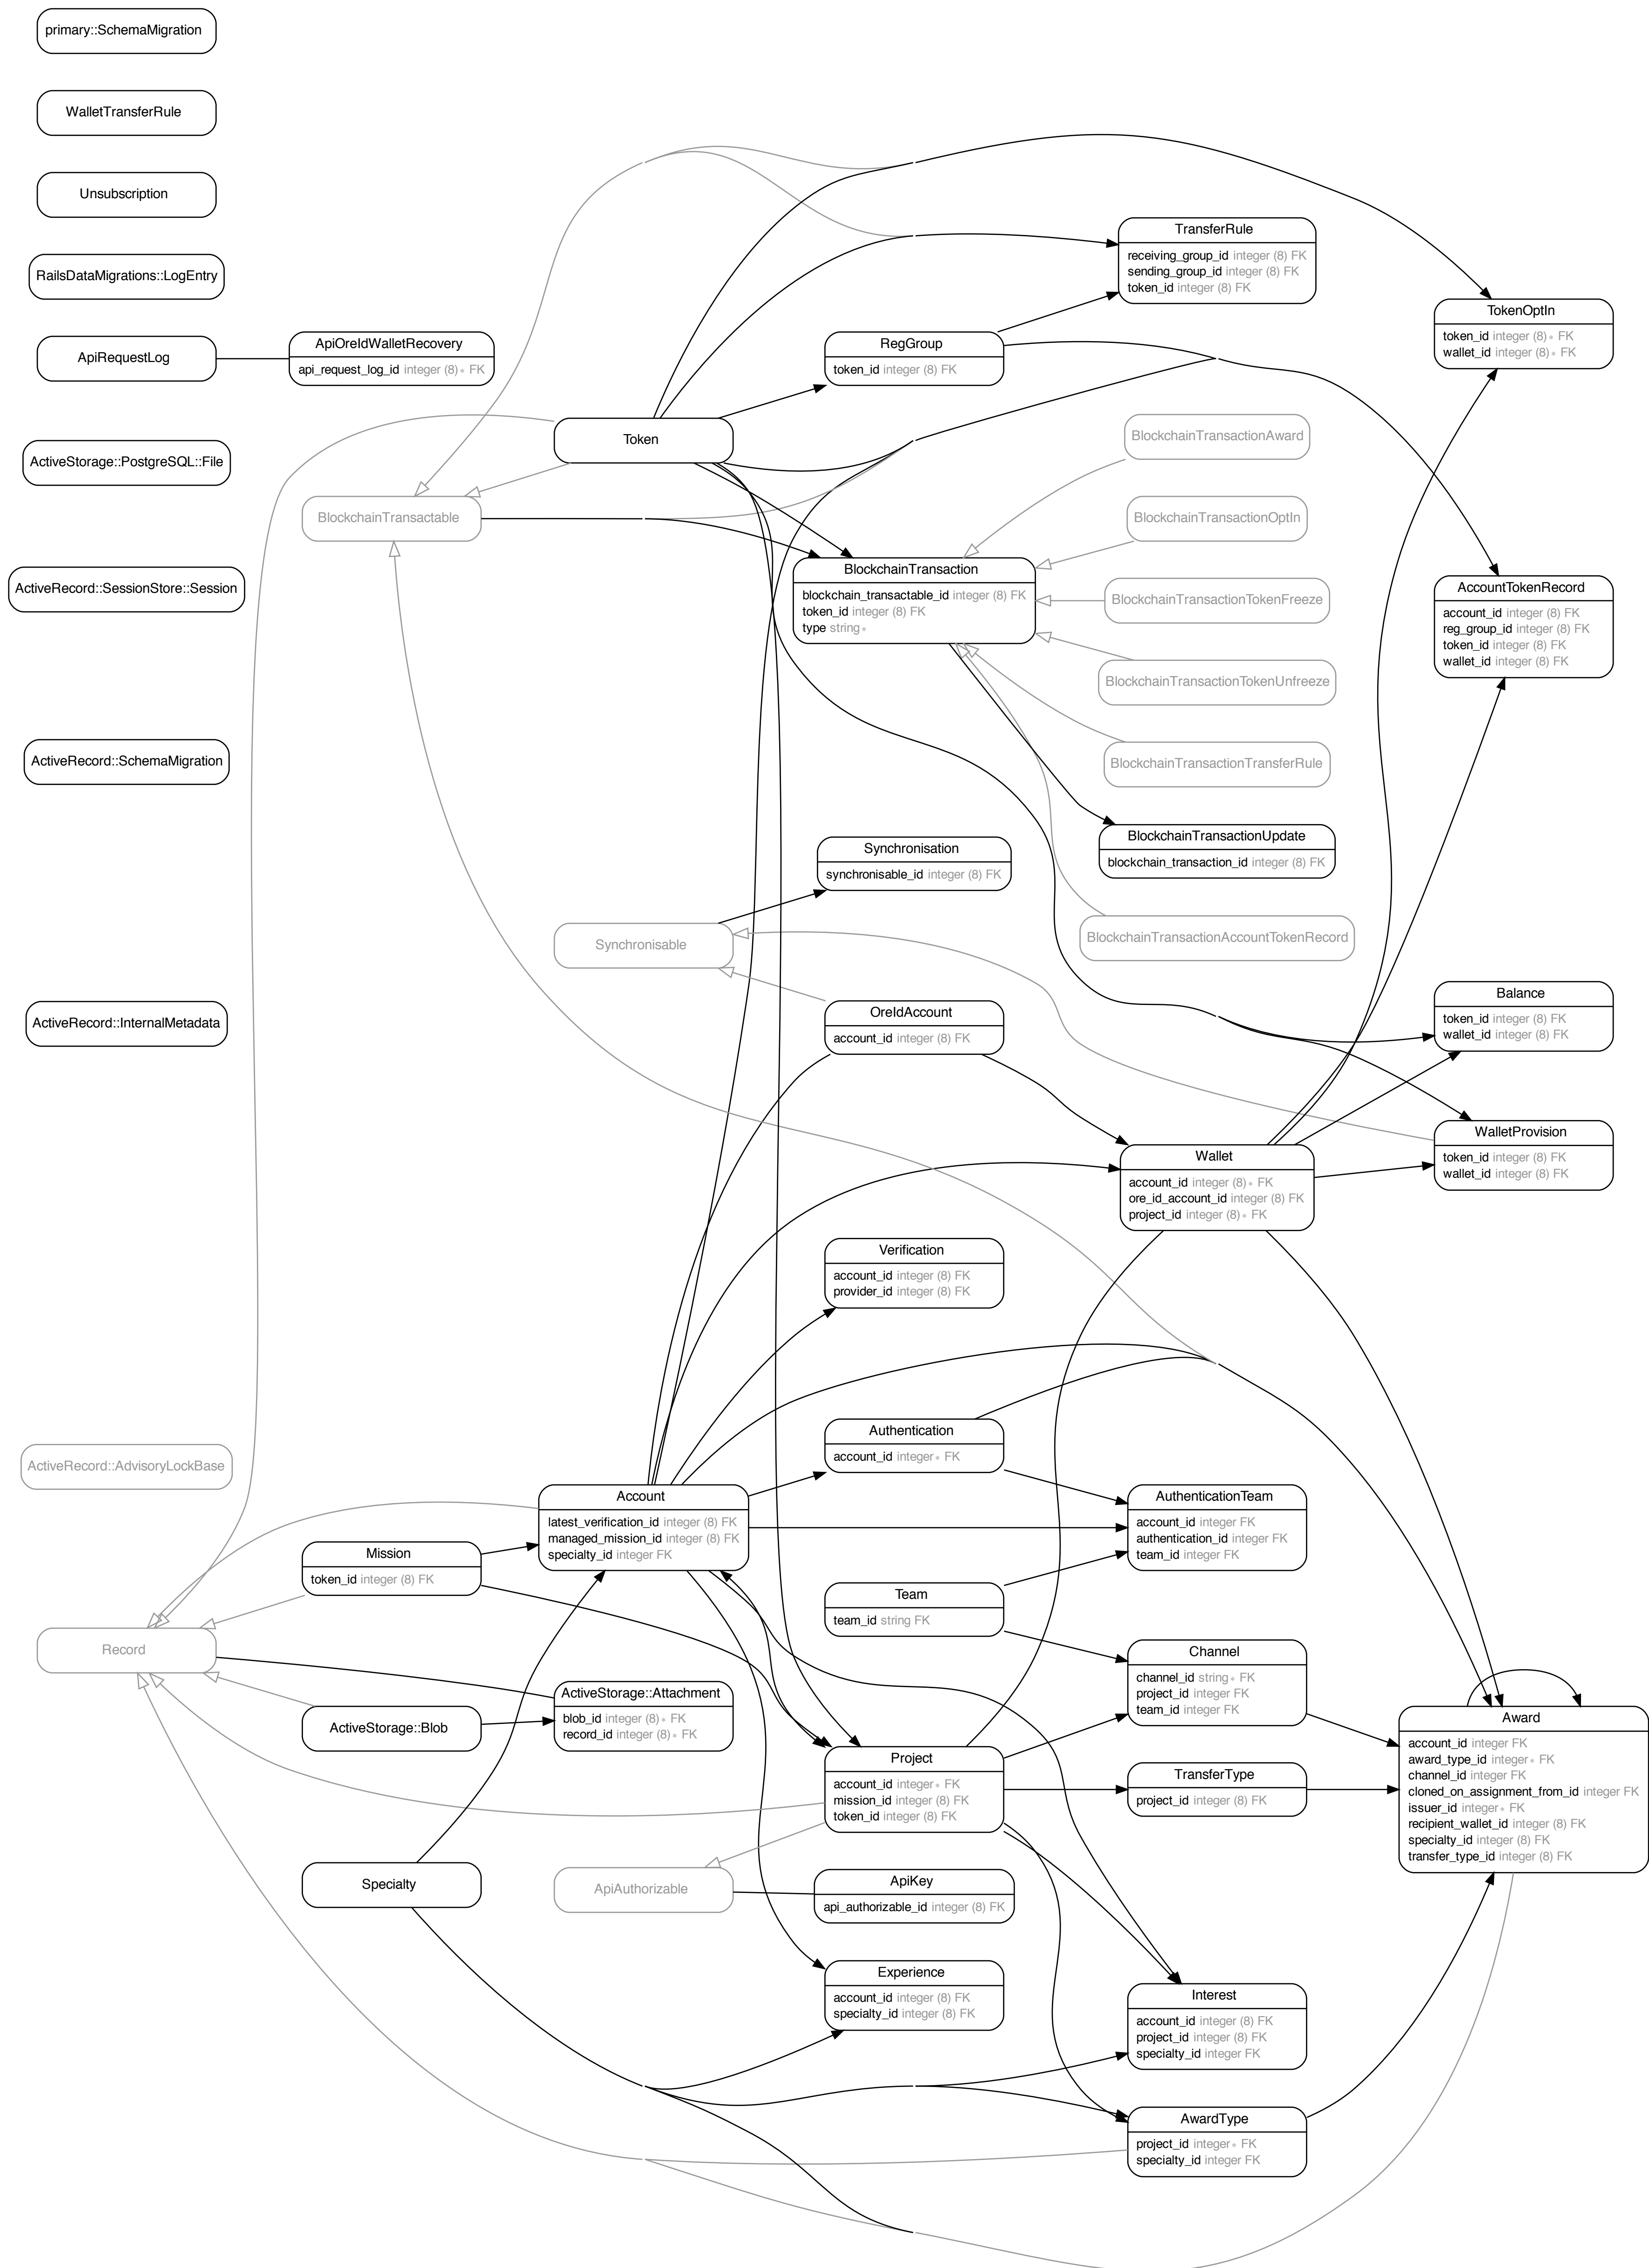 primary::SchemaMigration
WalletTransferRule
Unsubscription
RailsDataMigrations::LogEntry
ApiRequestLog
ActiveStorage::PostgreSQL::File
ActiveRecord::SessionStore::Session
ActiveRecord::SchemaMigration
ActiveRecord::InternalMetadata
ActiveRecord::AdvisoryLockBase
Record
ApiOreIdWalletRecovery
api_request_log_id integer (8)∗ FK
BlockchainTransactable
Mission
token_id integer (8) FK
ActiveStorage::Blob
Specialty
Token
Synchronisable
Account
latest_verification_id integer (8) FK
managed_mission_id integer (8) FK
specialty_id integer FK
ActiveStorage::Attachment
blob_id integer (8)∗ FK
record_id integer (8)∗ FK
ApiAuthorizable
RegGroup
token_id integer (8) FK
BlockchainTransaction
blockchain_transactable_id integer (8) FK
token_id integer (8) FK
type string∗
Synchronisation
synchronisable_id integer (8) FK
OreIdAccount
account_id integer (8) FK
Verification
account_id integer (8) FK
provider_id integer (8) FK
Authentication
account_id integer∗ FK
Team
team_id string FK
Project
account_id integer∗ FK
mission_id integer (8) FK
token_id integer (8) FK
ApiKey
api_authorizable_id integer (8) FK
Experience
account_id integer (8) FK
specialty_id integer (8) FK
TransferRule
receiving_group_id integer (8) FK
sending_group_id integer (8) FK
token_id integer (8) FK
BlockchainTransactionAward
BlockchainTransactionOptIn
BlockchainTransactionTokenFreeze
BlockchainTransactionTokenUnfreeze
BlockchainTransactionTransferRule
BlockchainTransactionUpdate
blockchain_transaction_id integer (8) FK
BlockchainTransactionAccountTokenRecord
Wallet
account_id integer (8)∗ FK
ore_id_account_id integer (8) FK
project_id integer (8)∗ FK
AuthenticationTeam
account_id integer FK
authentication_id integer FK
team_id integer FK
Channel
channel_id string∗ FK
project_id integer FK
team_id integer FK
TransferType
project_id integer (8) FK
Interest
account_id integer (8) FK
project_id integer (8) FK
specialty_id integer FK
AwardType
project_id integer∗ FK
specialty_id integer FK
TokenOptIn
token_id integer (8)∗ FK
wallet_id integer (8)∗ FK
AccountTokenRecord
account_id integer (8) FK
reg_group_id integer (8) FK
token_id integer (8) FK
wallet_id integer (8) FK
Balance
token_id integer (8) FK
wallet_id integer (8) FK
WalletProvision
token_id integer (8) FK
wallet_id integer (8) FK
Award
account_id integer FK
award_type_id integer∗ FK
channel_id integer FK
cloned_on_assignment_from_id integer FK
issuer_id integer∗ FK
recipient_wallet_id integer (8) FK
specialty_id integer (8) FK
transfer_type_id integer (8) FK